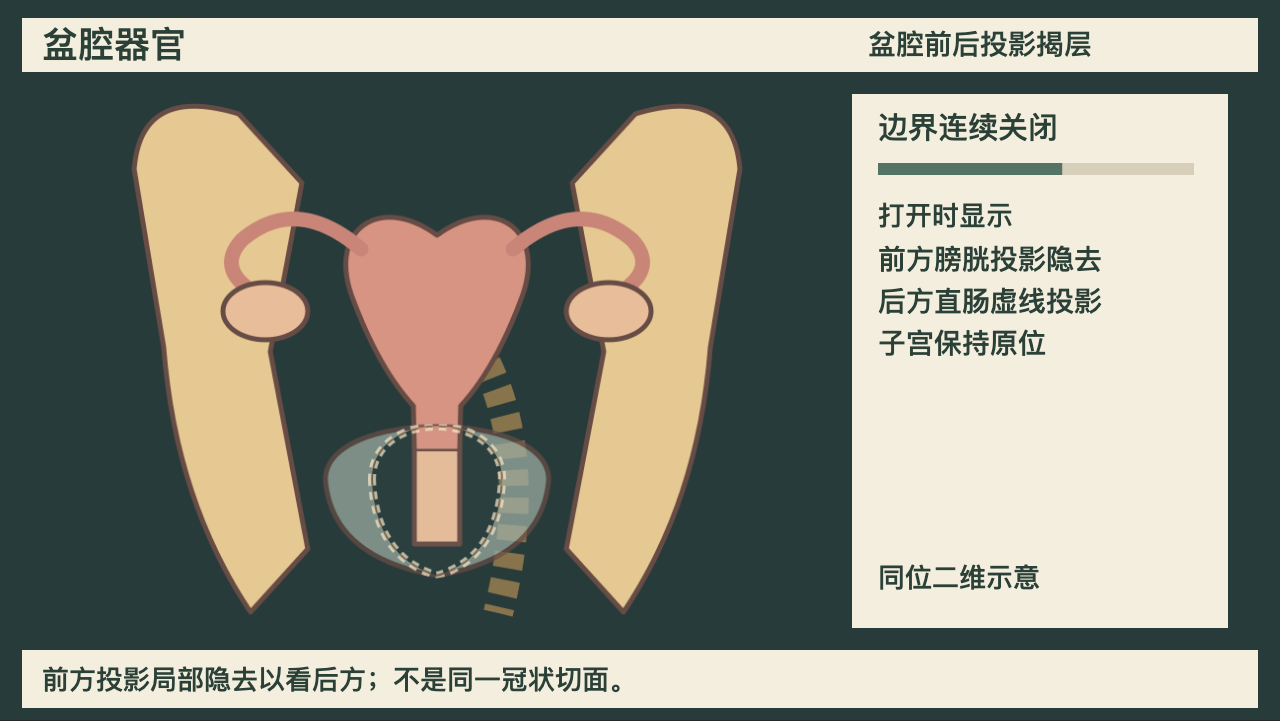 盆腔器官
盆腔前后投影揭层
边界连续关闭
打开时显示
前方膀胱投影隐去
后方直肠虚线投影
子宫保持原位
同位二维示意
前方投影局部隐去以看后方；不是同一冠状切面。